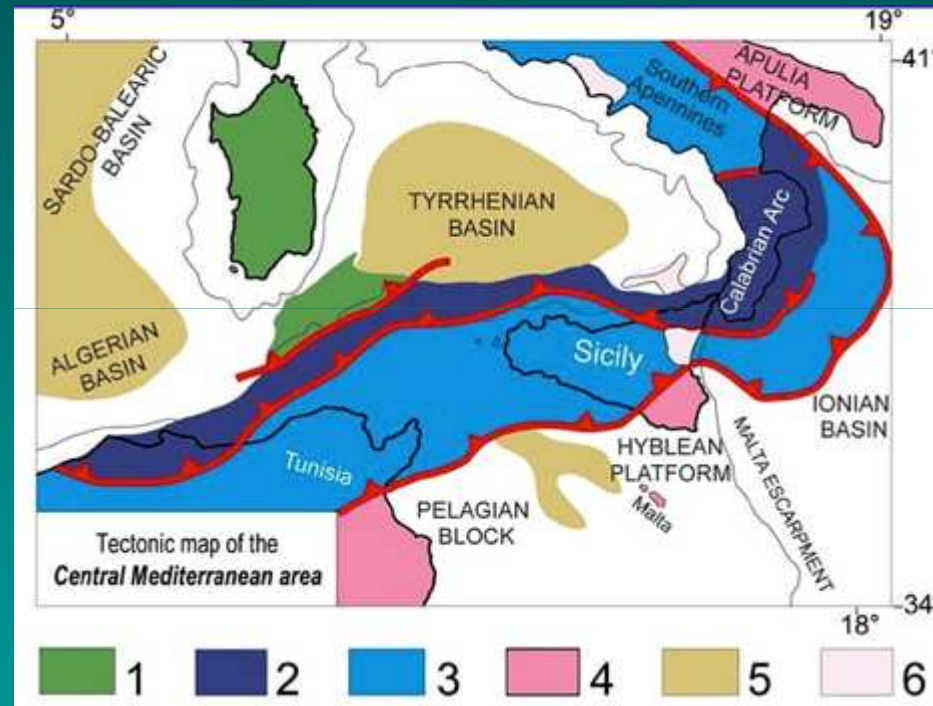 5°
19°
41°
SARDO-BALEARIC
BASIN
Southern
Apennines
APULIA
PLATFORM
TYRRHENIAN
BASIN
Calabrian Arc
ALGERIAN
BASIN
Sicily
IONIAN
BASIN
Tunisia
HYBLEAN
PLATFORM
MALTA ESCARPMENT
Malta
PELAGIAN
BLOCK
Tectonic map of the
Central Mediterranean area
34
18°
1
2
3
4
5
6